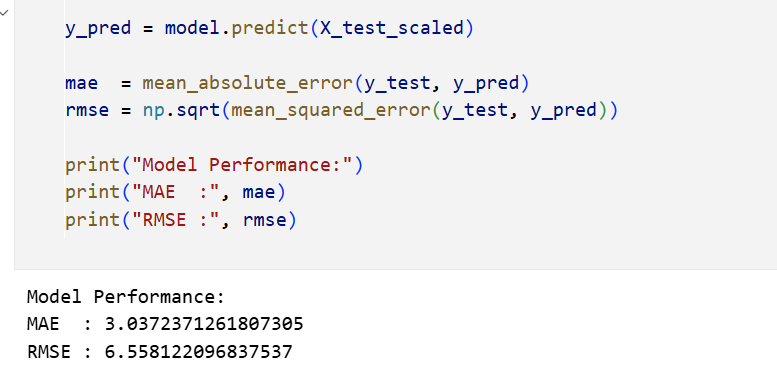 y_pred = model.predict(X_test_scaled)
mae  = mean_absolute_error(y_test, y_pred)
rmse = np.sqrt(mean_squared_error(y_test, y_pred))
print("Model Performance:")
print("MAE  :", mae)
print("RMSE :", rmse)
Model Performance:
MAE  : 3.0372371261807305
RMSE : 6.558122096837537